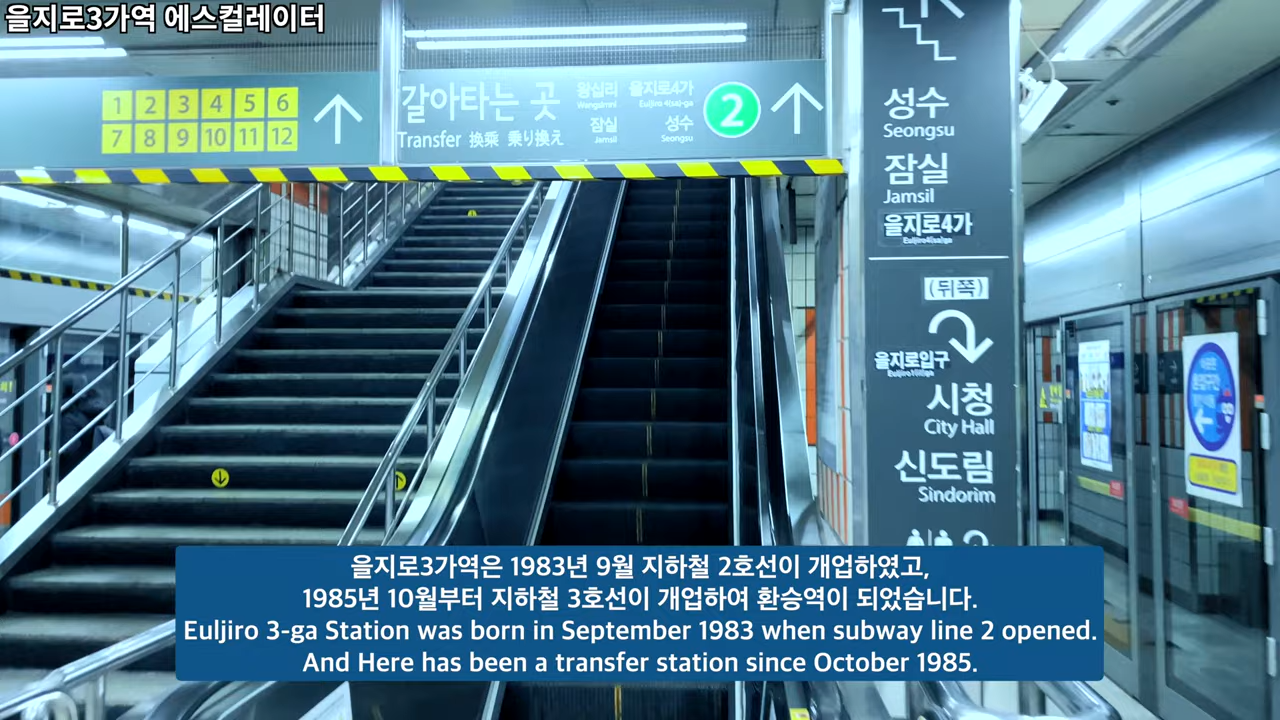 을지로3가역 에스컬레이터
1 2 3 4 5 6
7 8 9 10 11 12
갈아타는 곳
Transfer 換乘 乗り換え
왕십리
Wangsimni
잠실
Jamsil
을지로4가
Euljiro 4(sa)-ga
성수
Seongsu
2
성수
Seongsu
잠실
Jamsil
을지로4가
Euljiro4(sa)ga
(뒤쪽)
을지로입구
시청
City Hall
신도림
Sindorim
을지로3가역은 1983년 9월 지하철 2호선이 개업하였고,
1985년 10월부터 지하철 3호선이 개업하여 환승역이 되었습니다.
Euljiro 3-ga Station was born in September 1983 when subway line 2 opened.
And Here has been a transfer station since October 1985.